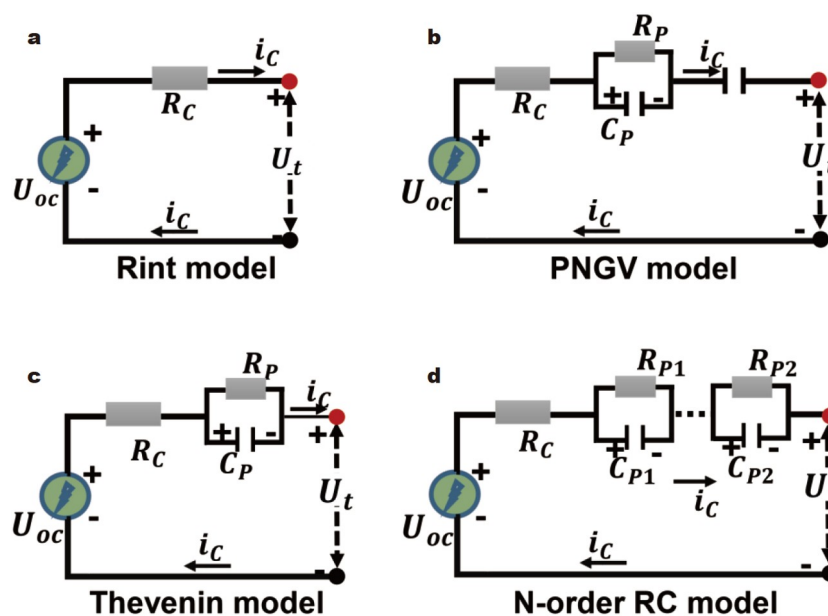 a
i_C
R_C
+
+
U_t
U_oc
-
i_C
-
Rint model
b
R_P
i_C
R_C
+ -
C_P
+
+
U_oc
-
i_C
-
PNGV model
c
R_P
i_C
R_C
+ -
C_P
+
+
U_t
U_oc
-
i_C
-
Thevenin model
d
R_P1 R_P2
...
R_C
+ - + -
C_P1 C_P2
i_C
+
+
U
U_oc
-
i_C
-
N-order RC model